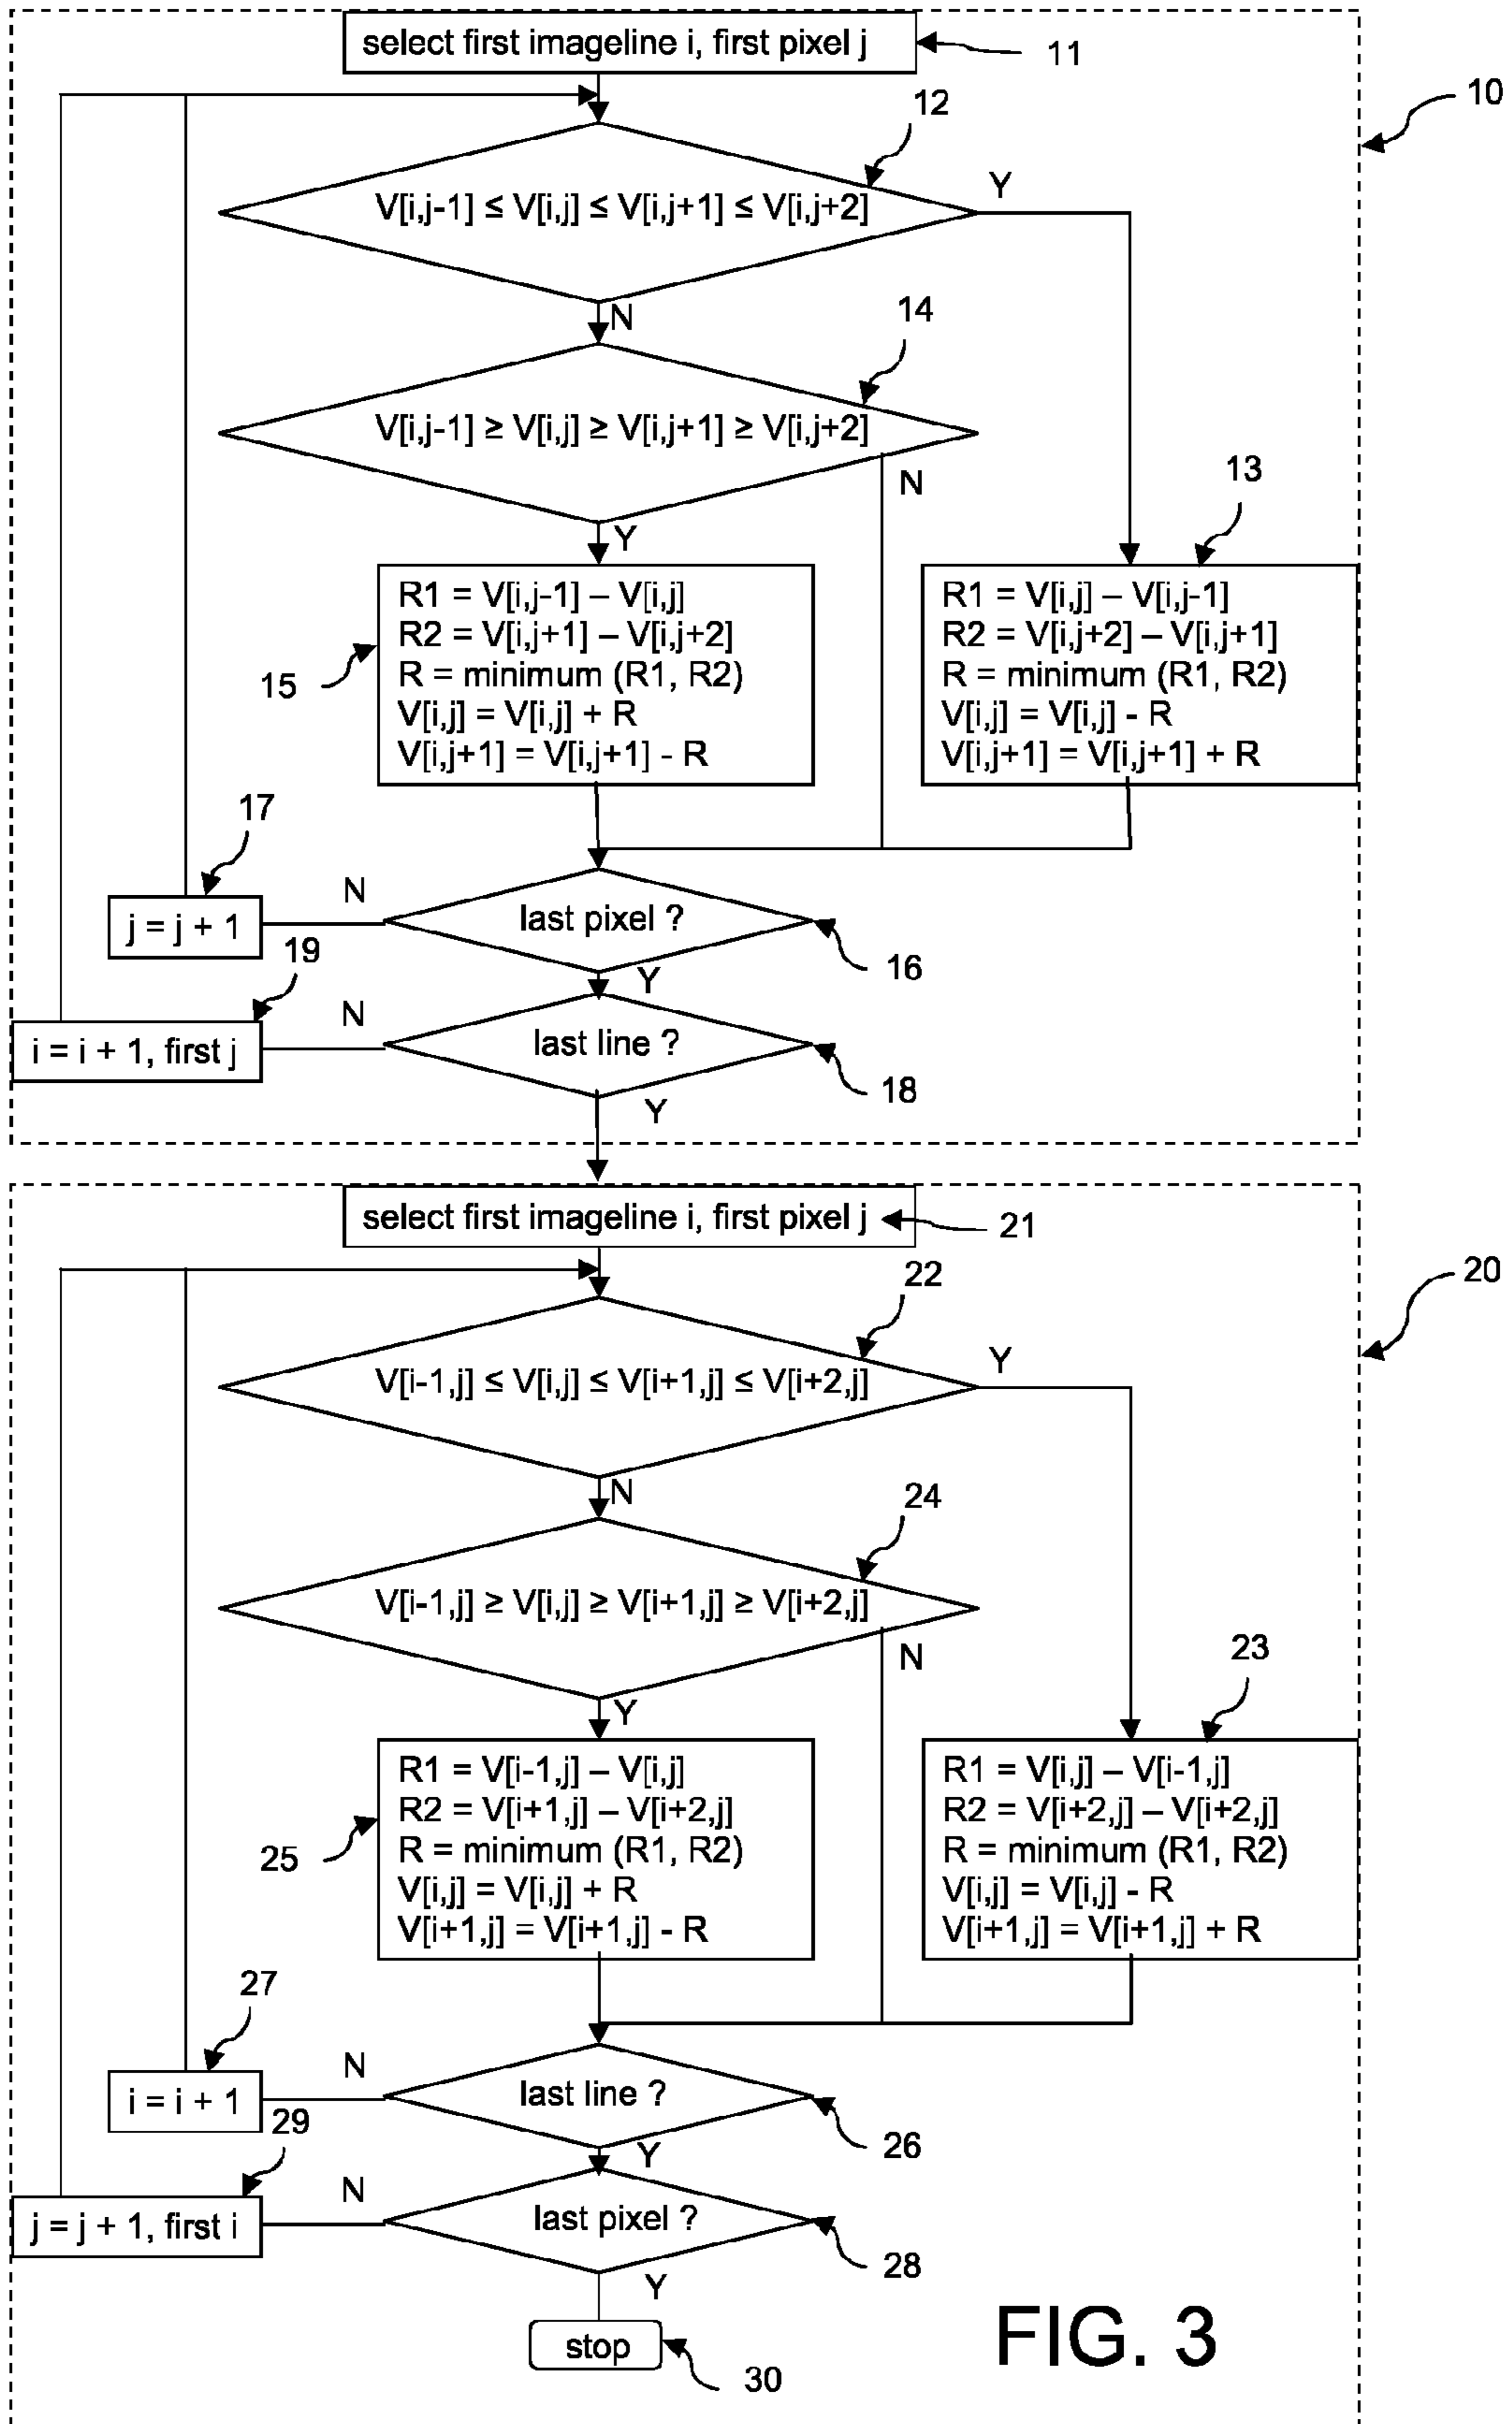 select first imageline i, first pixel j
11
10
12
V[i,j-1] ≤ V[i,j] ≤ V[i,j+1] ≤ V[i,j+2]
Y
N
14
V[i,j-1] ≥ V[i,j] ≥ V[i,j+1] ≥ V[i,j+2]
N
Y
13
15
R1 = V[i,j-1] – V[i,j]
R2 = V[i,j+1] – V[i,j+2]
R = minimum (R1, R2)
V[i,j] = V[i,j] + R
V[i,j+1] = V[i,j+1] - R
R1 = V[i,j] – V[i,j-1]
R2 = V[i,j+2] – V[i,j+1]
R = minimum (R1, R2)
V[i,j] = V[i,j] - R
V[i,j+1] = V[i,j+1] + R
17
j = j + 1
N
last pixel ?
16
Y
19
i = i + 1, first j
N
last line ?
18
Y
select first imageline i, first pixel j
21
20
22
V[i-1,j] ≤ V[i,j] ≤ V[i+1,j] ≤ V[i+2,j]
Y
N
24
V[i-1,j] ≥ V[i,j] ≥ V[i+1,j] ≥ V[i+2,j]
N
Y
23
25
R1 = V[i-1,j] – V[i,j]
R2 = V[i+1,j] – V[i+2,j]
R = minimum (R1, R2)
V[i,j] = V[i,j] + R
V[i+1,j] = V[i+1,j] - R
R1 = V[i,j] – V[i-1,j]
R2 = V[i+2,j] – V[i+2,j]
R = minimum (R1, R2)
V[i,j] = V[i,j] - R
V[i+1,j] = V[i+1,j] + R
27
i = i + 1
N
last line ?
26
Y
29
j = j + 1, first i
N
last pixel ?
28
Y
stop
30
FIG. 3